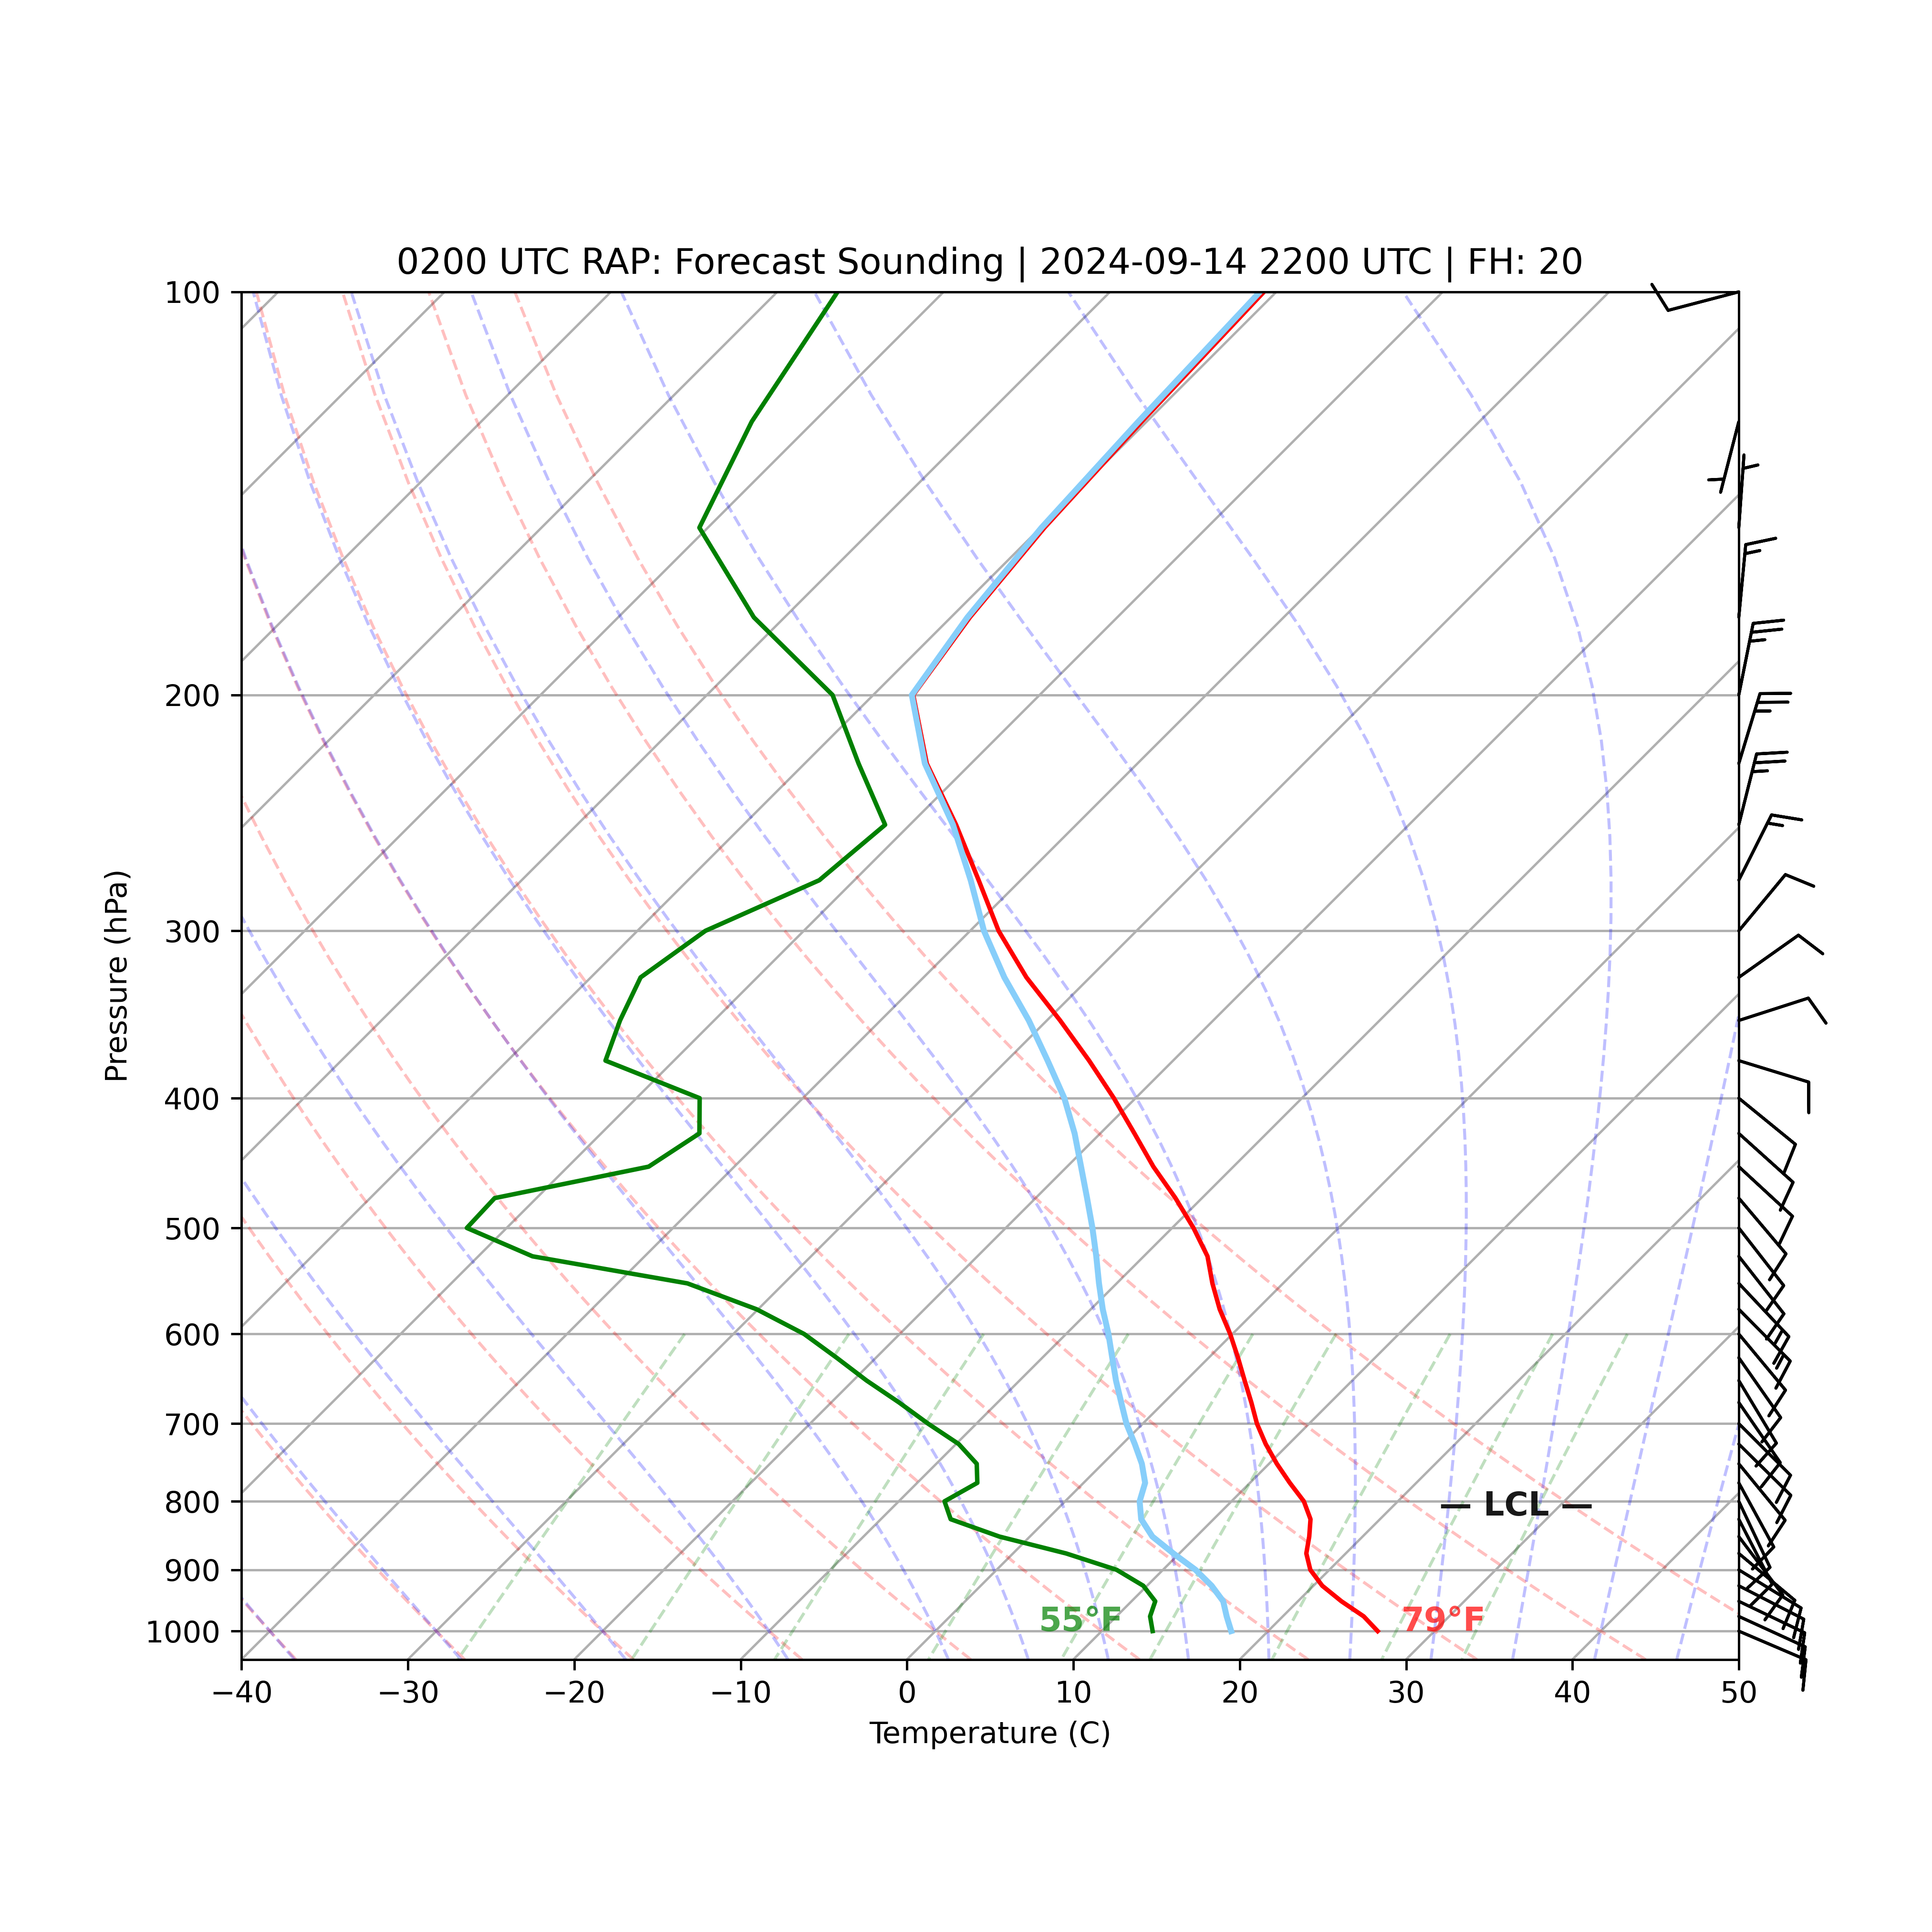 0200 UTC RAP: Forecast Sounding | 2024-09-14 2200 UTC | FH: 20
100
200
300
400
500
600
700
800
900
1000
Pressure (hPa)
— LCL —
55°F
79°F
−40 −30 −20 −10 0 10 20 30 40 50
Temperature (C)